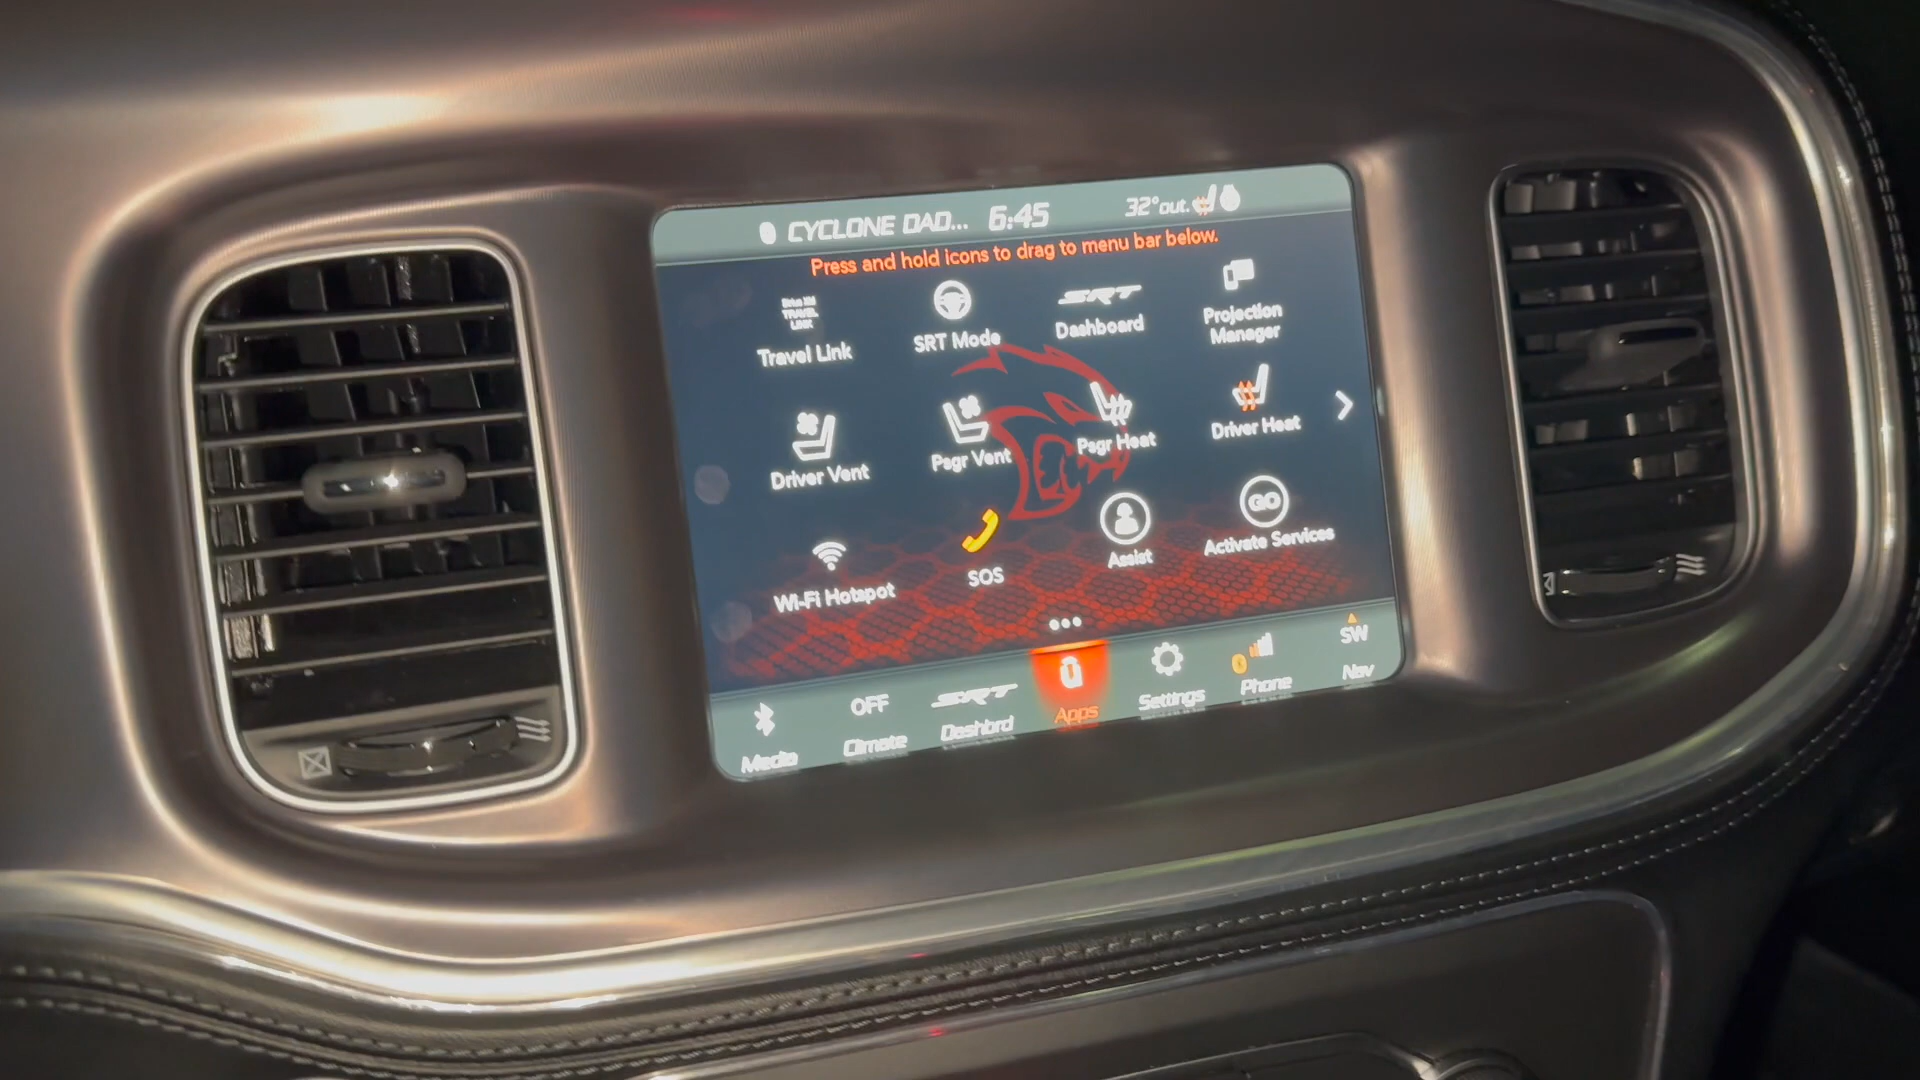 CYCLONE DAD... 6:45 32°out.
Press and hold icons to drag to menu bar below.
Sirius XM
TRAVEL
LINK
Travel Link
SRT Mode
SRT
Dashboard
Projection
Manager
Driver Vent
Psgr Vent
Psgr Heat
Driver Heat
Wi-Fi Hotspot
SOS
Assist
GO
Activate Services
Media
OFF
Climate
SRT
Dashbrd
Apps
Settings
Phone
SW
Nav